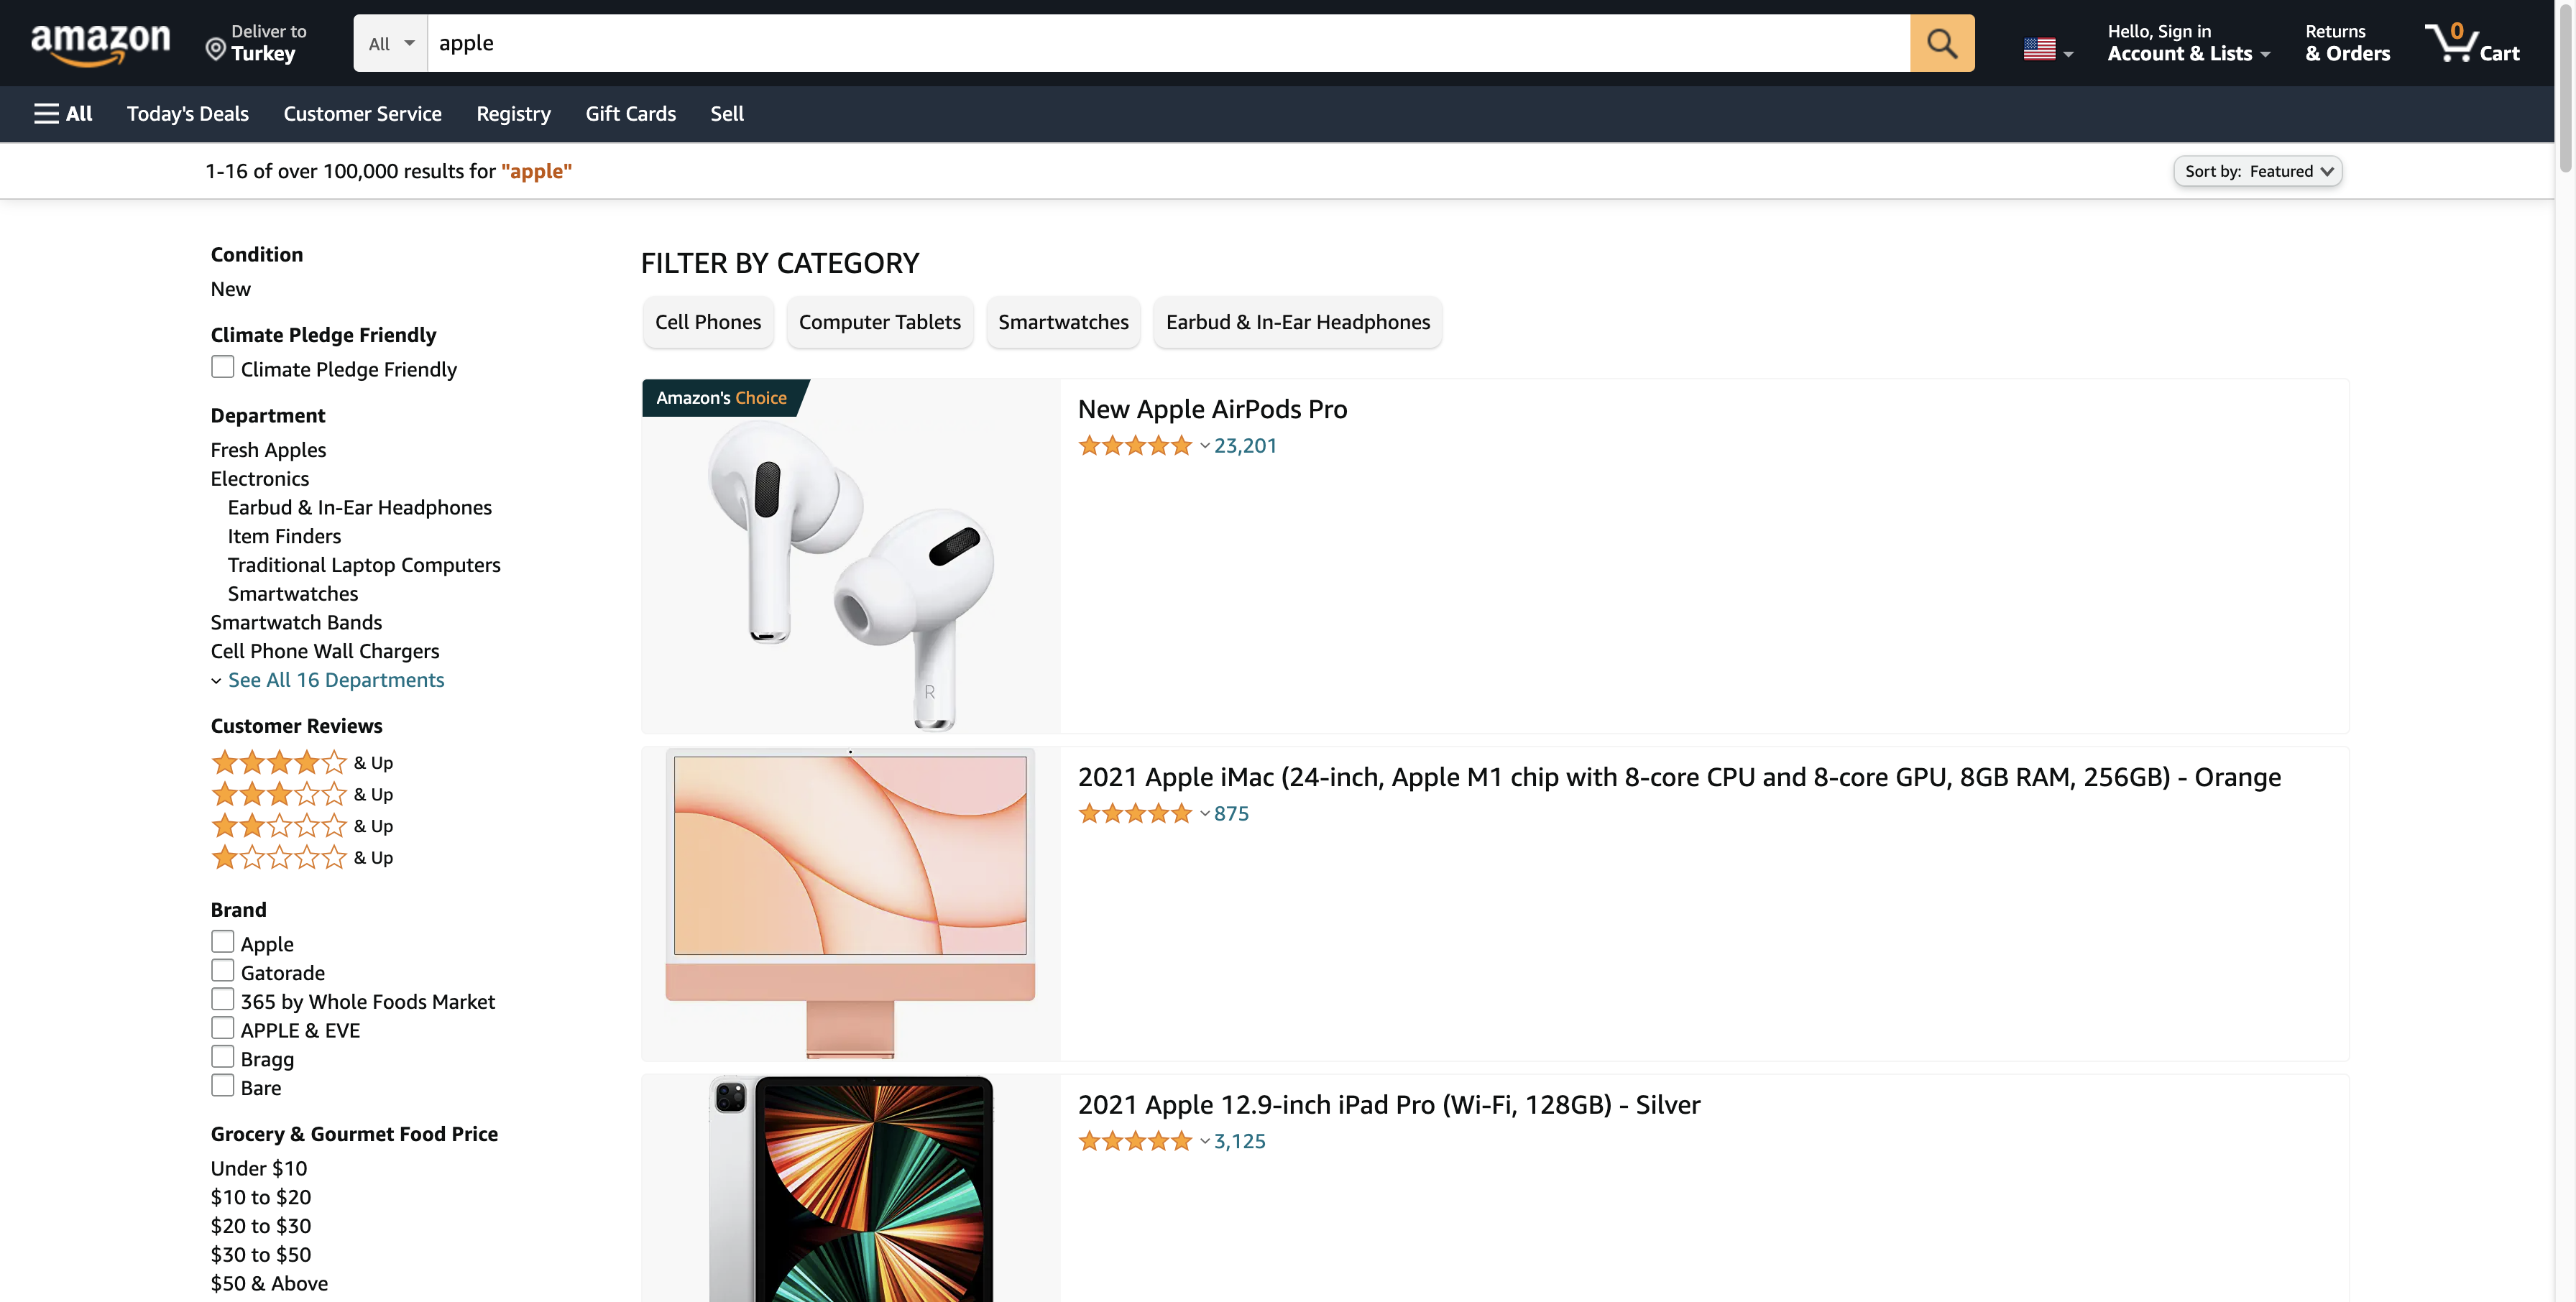 amazon
Deliver to
Turkey
All
apple
Hello, Sign in
Account & Lists
Returns
& Orders
0
Cart
All
Today's Deals
Customer Service
Registry
Gift Cards
Sell
1-16 of over 100,000 results for "apple"
Sort by: Featured
Condition
New
Climate Pledge Friendly
Climate Pledge Friendly
Department
Fresh Apples
Electronics
Earbud & In-Ear Headphones
Item Finders
Traditional Laptop Computers
Smartwatches
Smartwatch Bands
Cell Phone Wall Chargers
See All 16 Departments
Customer Reviews
& Up
& Up
& Up
& Up
Brand
Apple
Gatorade
365 by Whole Foods Market
APPLE & EVE
Bragg
Bare
Grocery & Gourmet Food Price
Under $10
$10 to $20
$20 to $30
$30 to $50
$50 & Above
FILTER BY CATEGORY
Cell Phones
Computer Tablets
Smartwatches
Earbud & In-Ear Headphones
Amazon's Choice
R
New Apple AirPods Pro
23,201
2021 Apple iMac (24-inch, Apple M1 chip with 8-core CPU and 8-core GPU, 8GB RAM, 256GB) - Orange
875
2021 Apple 12.9-inch iPad Pro (Wi-Fi, 128GB) - Silver
3,125